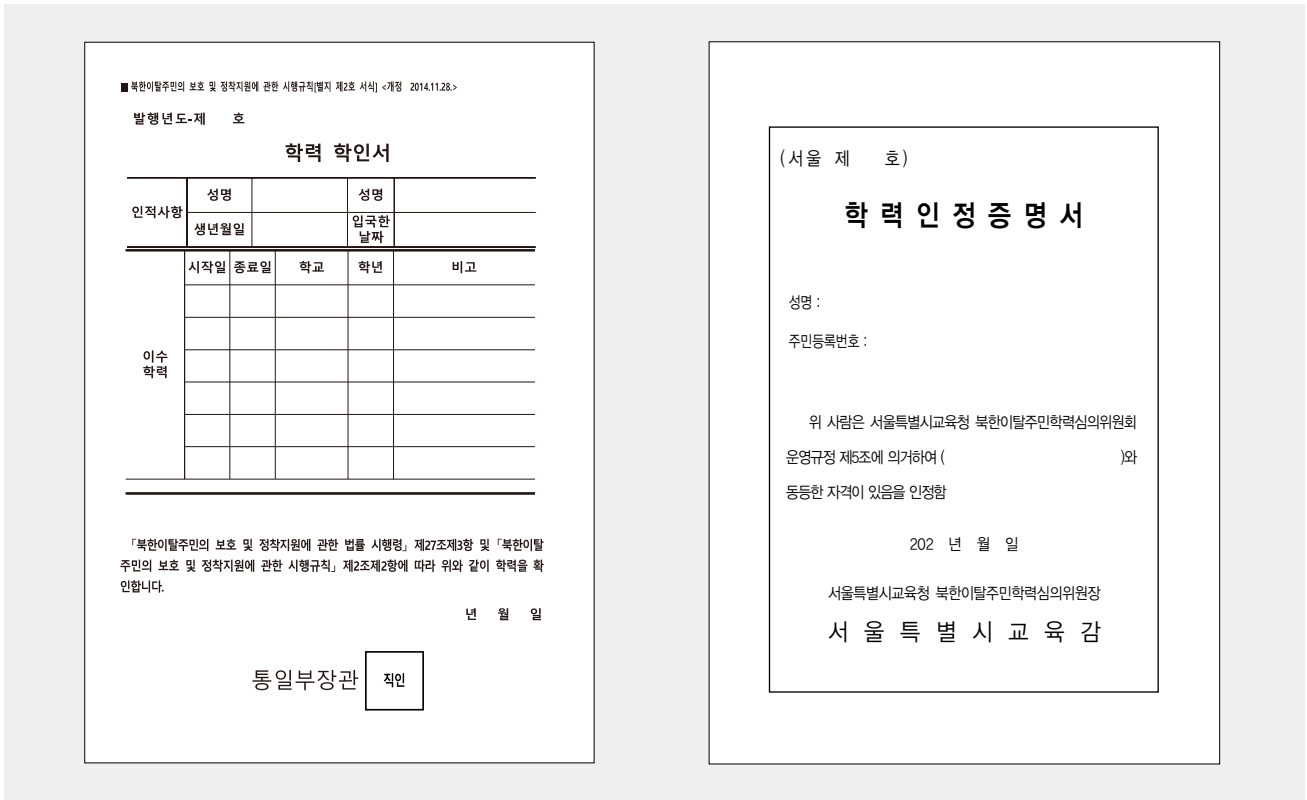 ■ 북한이탈주민의 보호 및 정착지원에 관한 시행규칙[별지 제2호 서식] <개정 2014.11.28.>
발행년도-제 호
학력 학인서
인적사항 성명 성명
생년월일 입국한
날짜
시작일 종료일 학교 학년 비고
이수
학력
「북한이탈주민의 보호 및 정착지원에 관한 법률 시행령」 제27조제3항 및 「북한이탈
주민의 보호 및 정착지원에 관한 시행규칙」 제2조제2항에 따라 위와 같이 학력을 확
인합니다.
년 월 일
통일부장관 직인
(서울 제 호)
학력인정증명서
성명 :
주민등록번호 :
위 사람은 서울특별시교육청 북한이탈주민학력심의위원회
운영규정 제5조에 의거하여 ( )와
동등한 자격이 있음을 인정함
202 년 월 일
서울특별시교육청 북한이탈주민학력심의위원장
서울특별시교육감